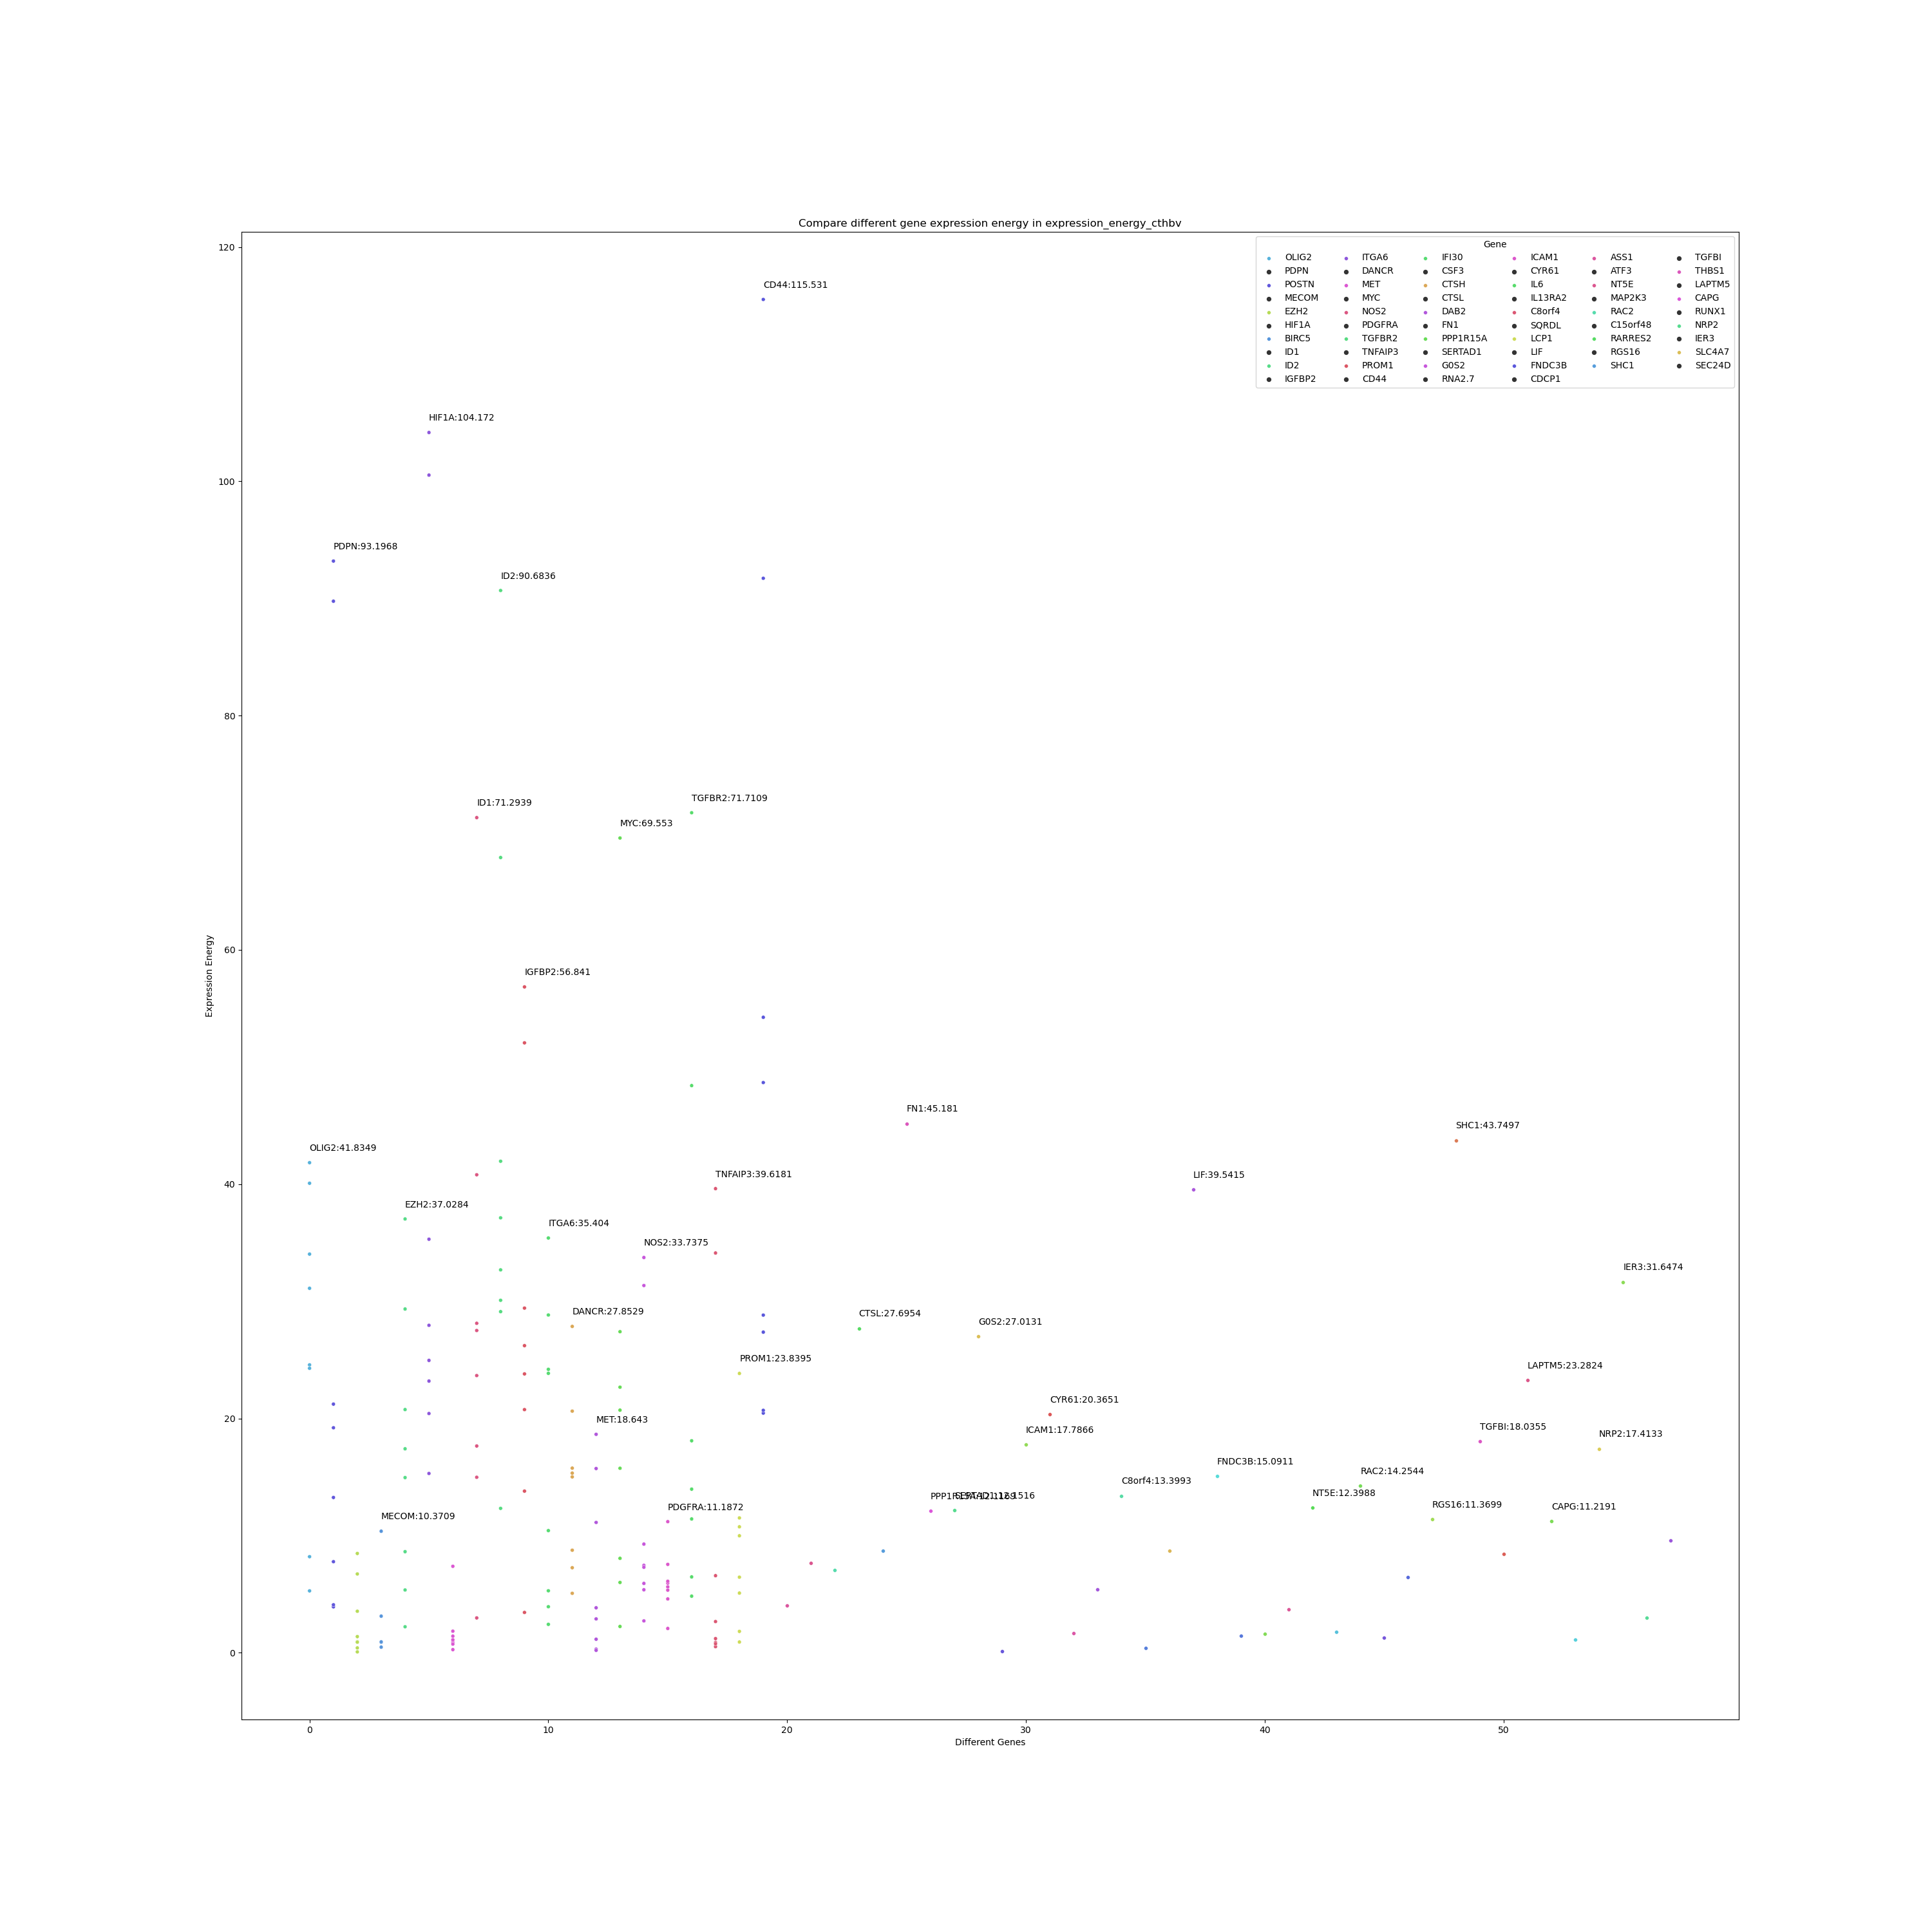 Compare different gene expression energy in expression_energy_cthbv
Gene
OLIG2 ITGA6 IFI30 ICAM1 ASS1 TGFBI
PDPN DANCR CSF3 CYR61 ATF3 THBS1
POSTN MET CTSH IL6 NT5E LAPTM5
MECOM MYC CTSL IL13RA2 MAP2K3 CAPG
EZH2 NOS2 DAB2 C8orf4 RAC2 RUNX1
HIF1A PDGFRA FN1 SQRDL C15orf48 NRP2
BIRC5 TGFBR2 PPP1R15A LCP1 RARRES2 IER3
ID1 TNFAIP3 SERTAD1 LIF RGS16 SLC4A7
ID2 PROM1 G0S2 FNDC3B SHC1 SEC24D
IGFBP2 CD44 RNA2.7 CDCP1
120
CD44:115.531
HIF1A:104.172
100
PDPN:93.1968
ID2:90.6836
80
TGFBR2:71.7109
ID1:71.2939
MYC:69.553
60
IGFBP2:56.841
FN1:45.181
SHC1:43.7497
OLIG2:41.8349
40
TNFAIP3:39.6181
LIF:39.5415
EZH2:37.0284
ITGA6:35.404
NOS2:33.7375
IER3:31.6474
DANCR:27.8529
CTSL:27.6954
G0S2:27.0131
PROM1:23.8395
LAPTM5:23.2824
20
CYR61:20.3651
MET:18.643
TGFBI:18.0355
ICAM1:17.7866
NRP2:17.4133
FNDC3B:15.0911
RAC2:14.2544
C8orf4:13.3993
NT5E:12.3988
RGS16:11.3699
CAPG:11.2191
PDGFRA:11.1872
MECOM:10.3709
0
0 10 20 30 40 50
Different Genes
Expression Energy